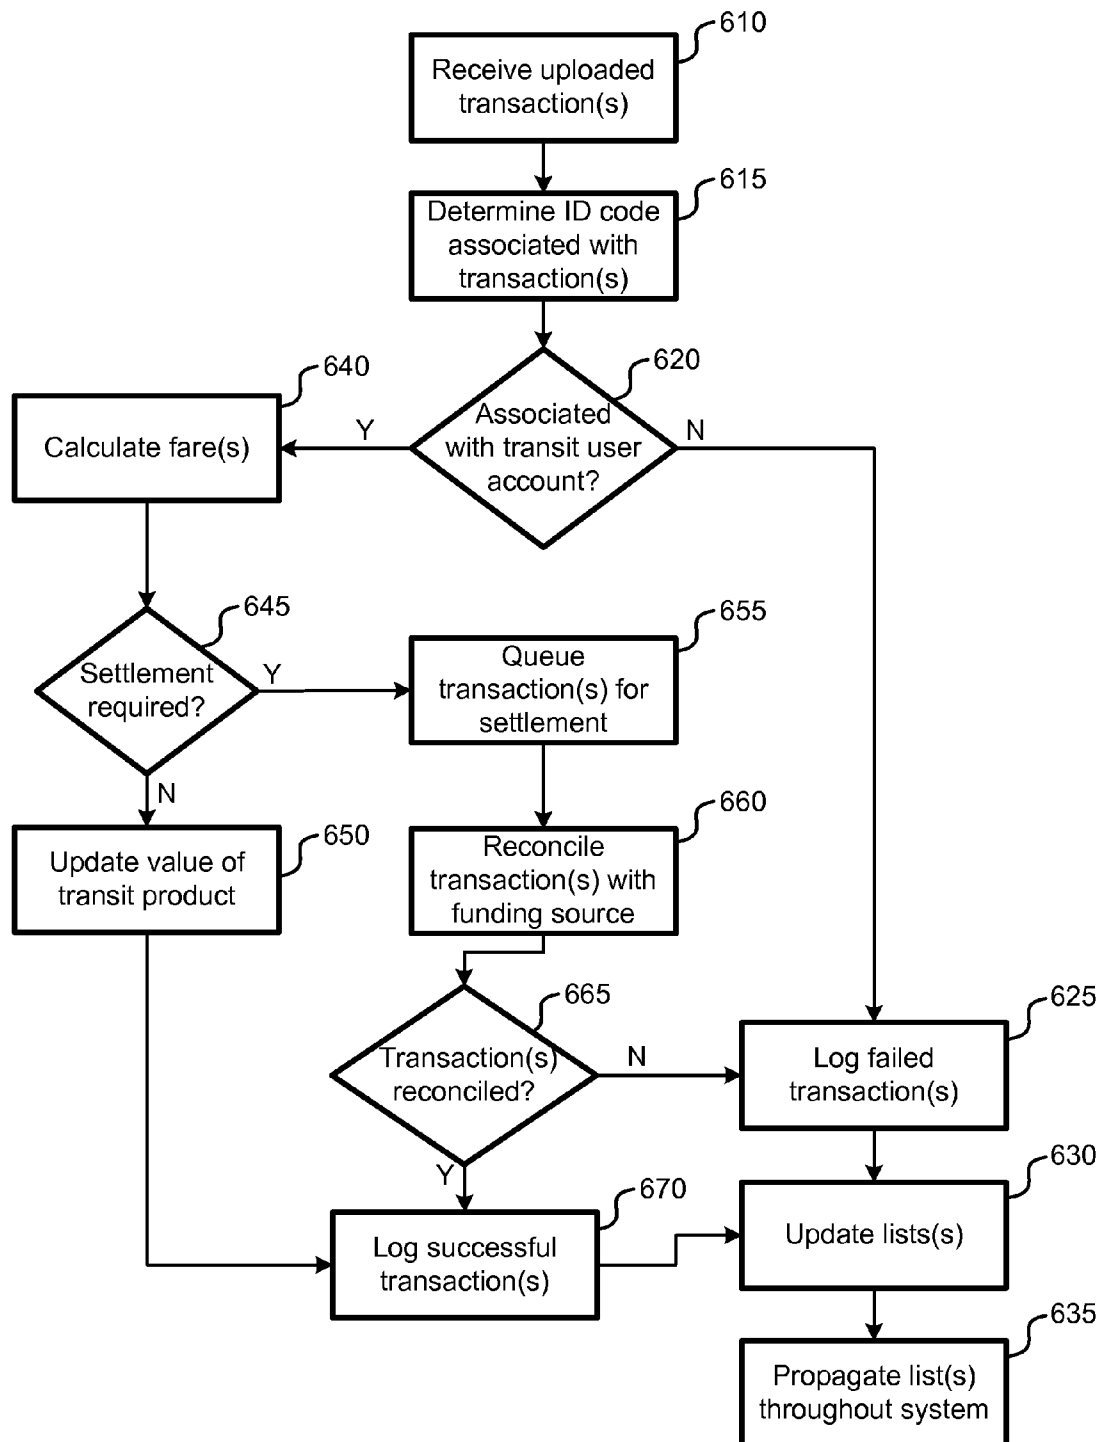 610
Receive uploaded
transaction(s)
615
Determine ID code
associated with
transaction(s)
620
Associated
with transit user
account?
Y
N
640
Calculate fare(s)
645
Settlement
required?
Y
N
655
Queue
transaction(s) for
settlement
650
Update value of
transit product
660
Reconcile
transaction(s) with
funding source
665
Transaction(s)
reconciled?
N
Y
625
Log failed
transaction(s)
670
Log successful
transaction(s)
630
Update lists(s)
635
Propagate list(s)
throughout system